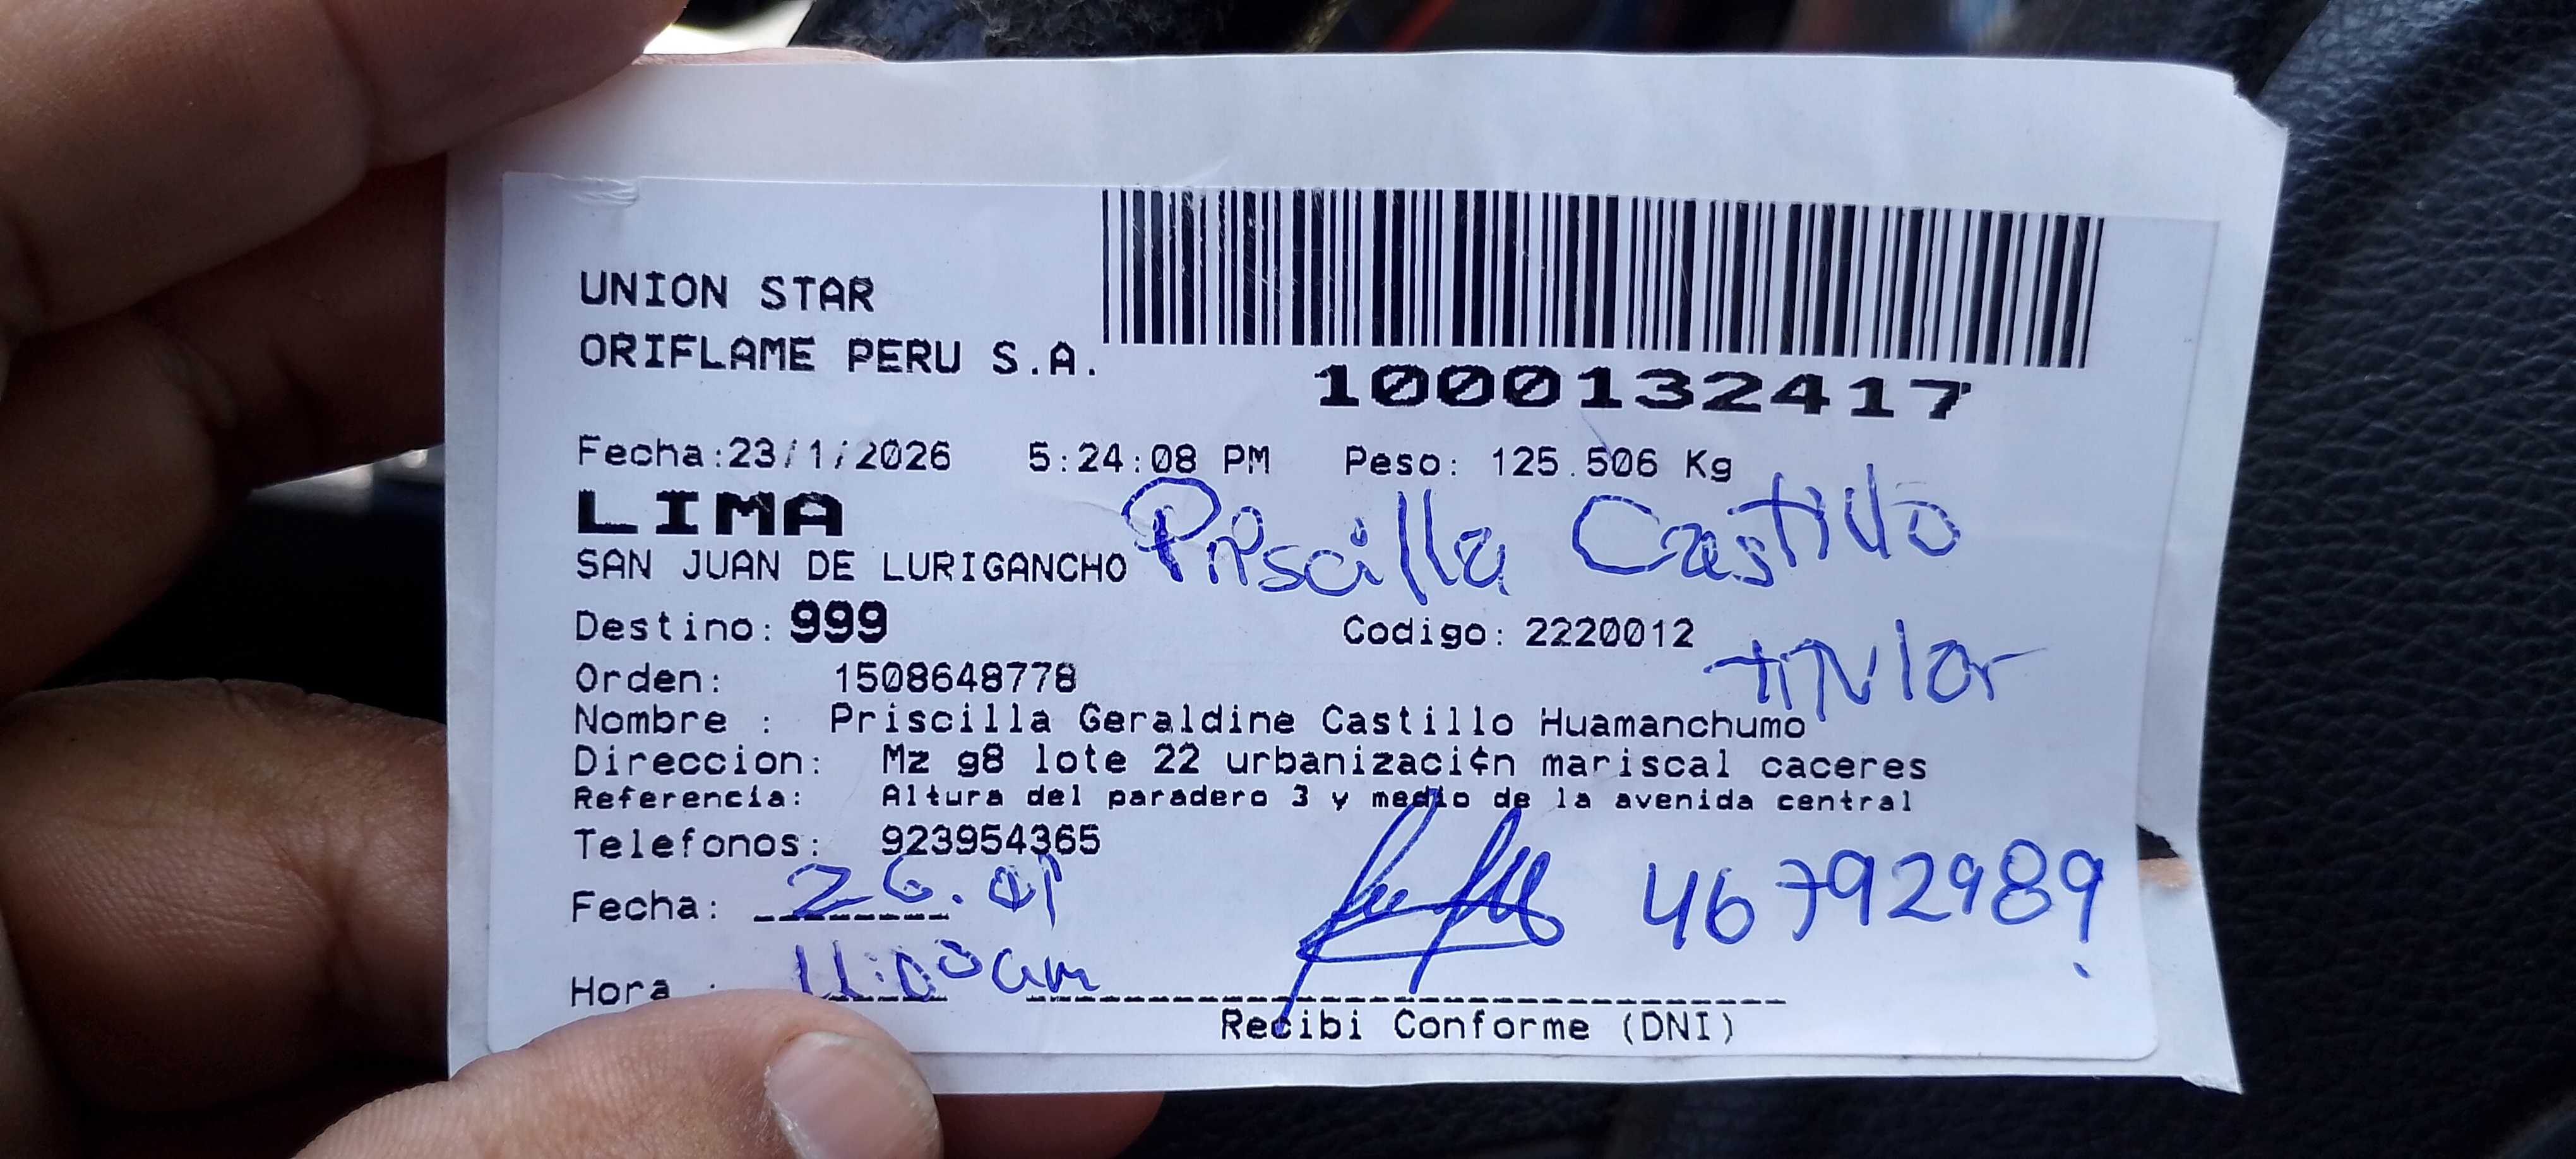 UNION STAR
ORIFLAME PERU S.A.
1000132417
Fecha:23/1/2026 5:24:08 PM Peso: 125.506 Kg
LIMA
SAN JUAN DE LURIGANCHO
Priscilla Castillo
Destino: 999 Codigo: 2220012
titular
Orden: 1508648778
Nombre : Priscilla Geraldine Castillo Huamanchumo
Direccion: Mz g8 lote 22 urbanizaci¢n mariscal caceres
Referencia: Altura del paradero 3 y medio de la avenida central
Telefonos: 923954365
Fecha: 26.01
46792989
Hora : 11:00am
Recibi Conforme (DNI)